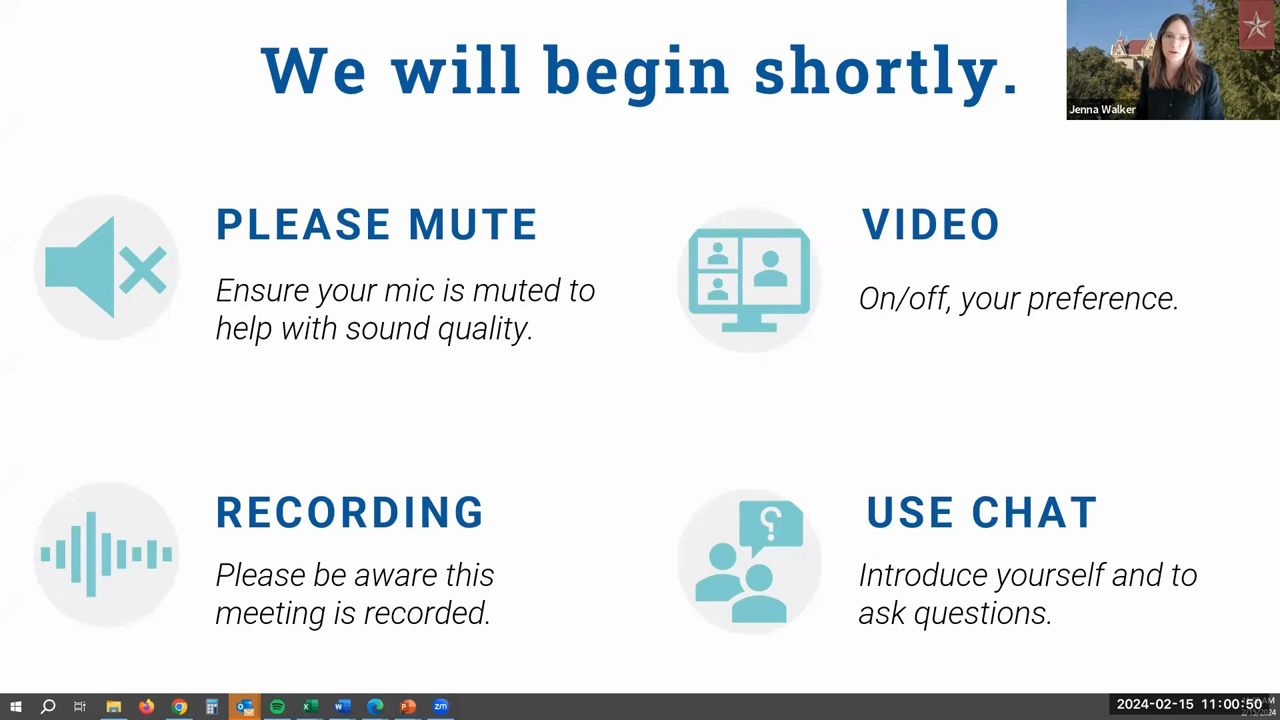 We will begin shortly.
Jenna Walker
PLEASE MUTE
Ensure your mic is muted to
help with sound quality.
VIDEO
On/off, your preference.
RECORDING
Please be aware this
meeting is recorded.
USE CHAT
Introduce yourself and to
ask questions.
zm
2024-02-15 11:00:50